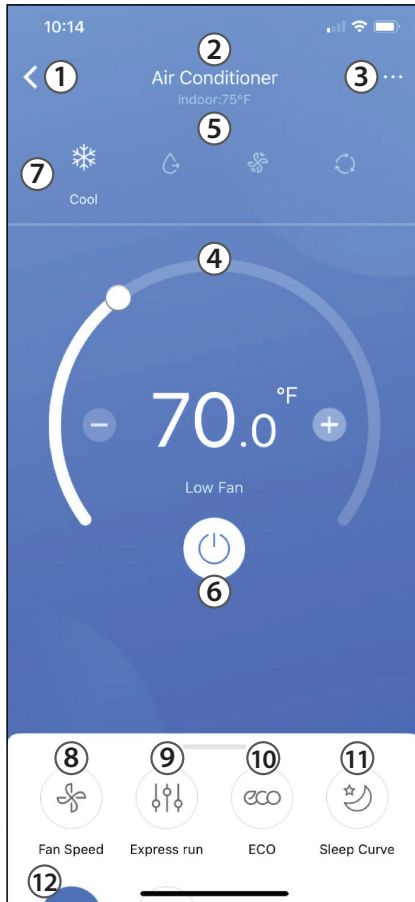 10:14
②
① Air Conditioner ③ ...
Indoor:75°F
⑤
⑦
Cool
④
70.0 °F
− +
Low Fan
⑥
⑧ ⑨ ⑩ ⑪
eco
Fan Speed Express run ECO Sleep Curve
⑫